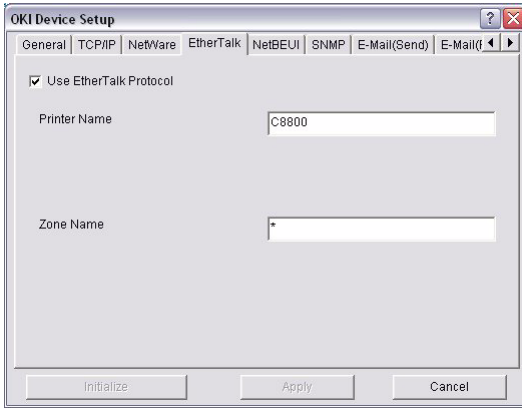 OKI Device Setup
General TCP/IP NetWare EtherTalk NetBEUI SNMP E-Mail(Send)
Use EtherTalk Protocol
Printer Name C8800
Zone Name *
Initialize Apply Cancel